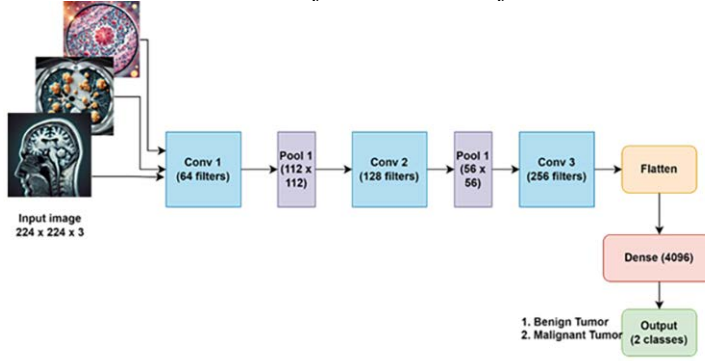 Input image
224 x 224 x 3
Conv 1
(64 filters)
Pool 1
(112 x
112)
Conv 2
(128 filters)
Pool 1
(56 x
56)
Conv 3
(256 filters)
Flatten
Dense (4096)
1. Benign Tumor
2. Malignant Tumor
Output
(2 classes)